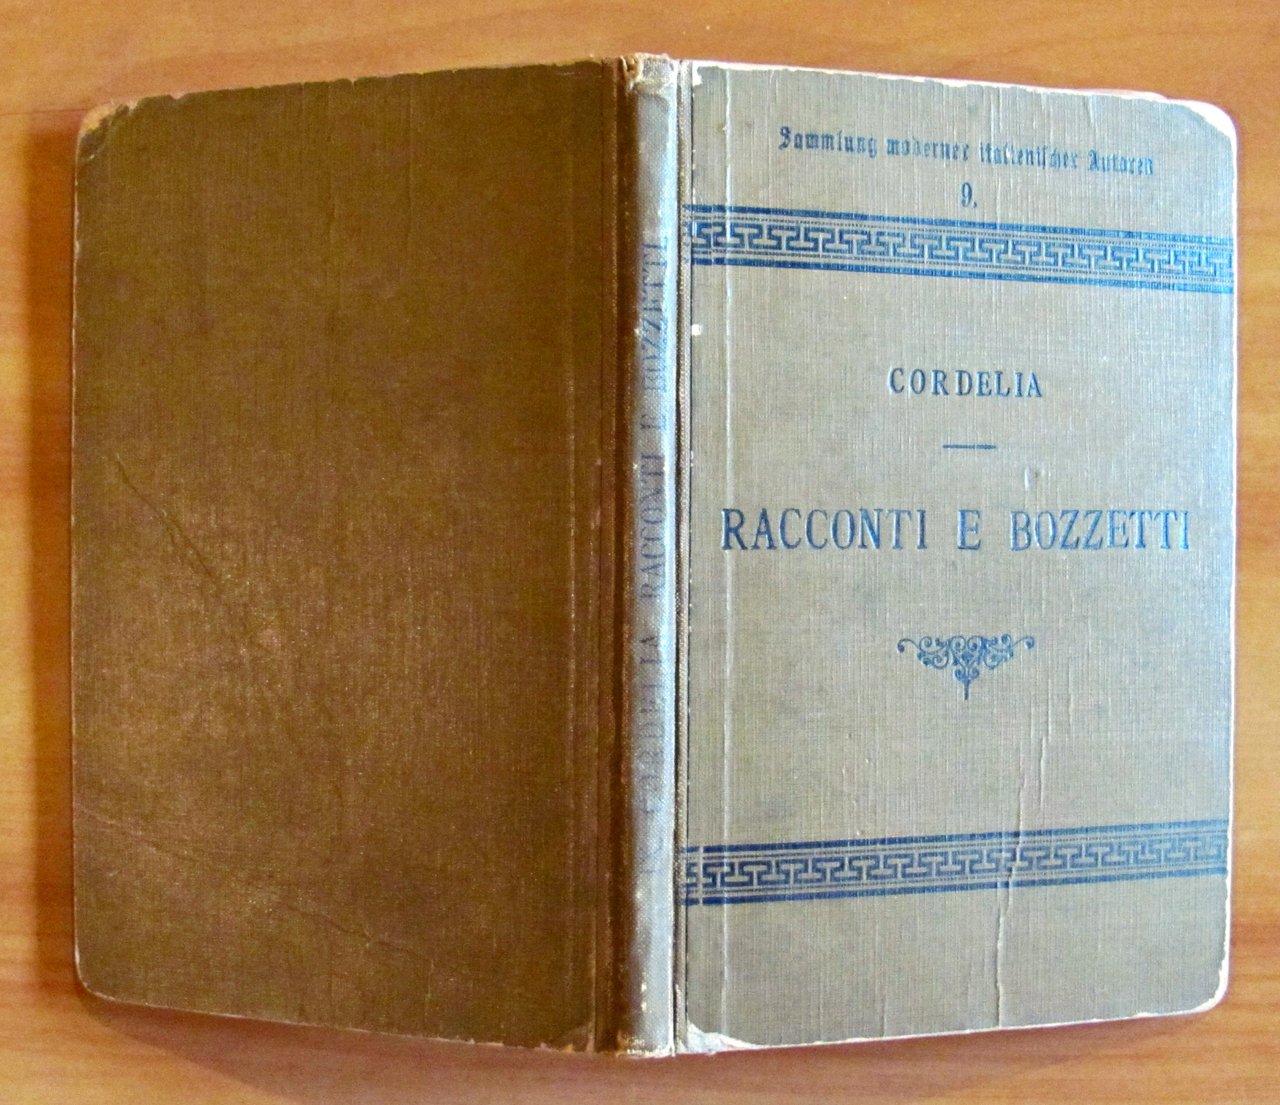 Sammlung moderner italienischer Autoren
9.
CORDELIA
RACCONTI E BOZZETTI
CORDELIA RACCONTI E BOZZETTI